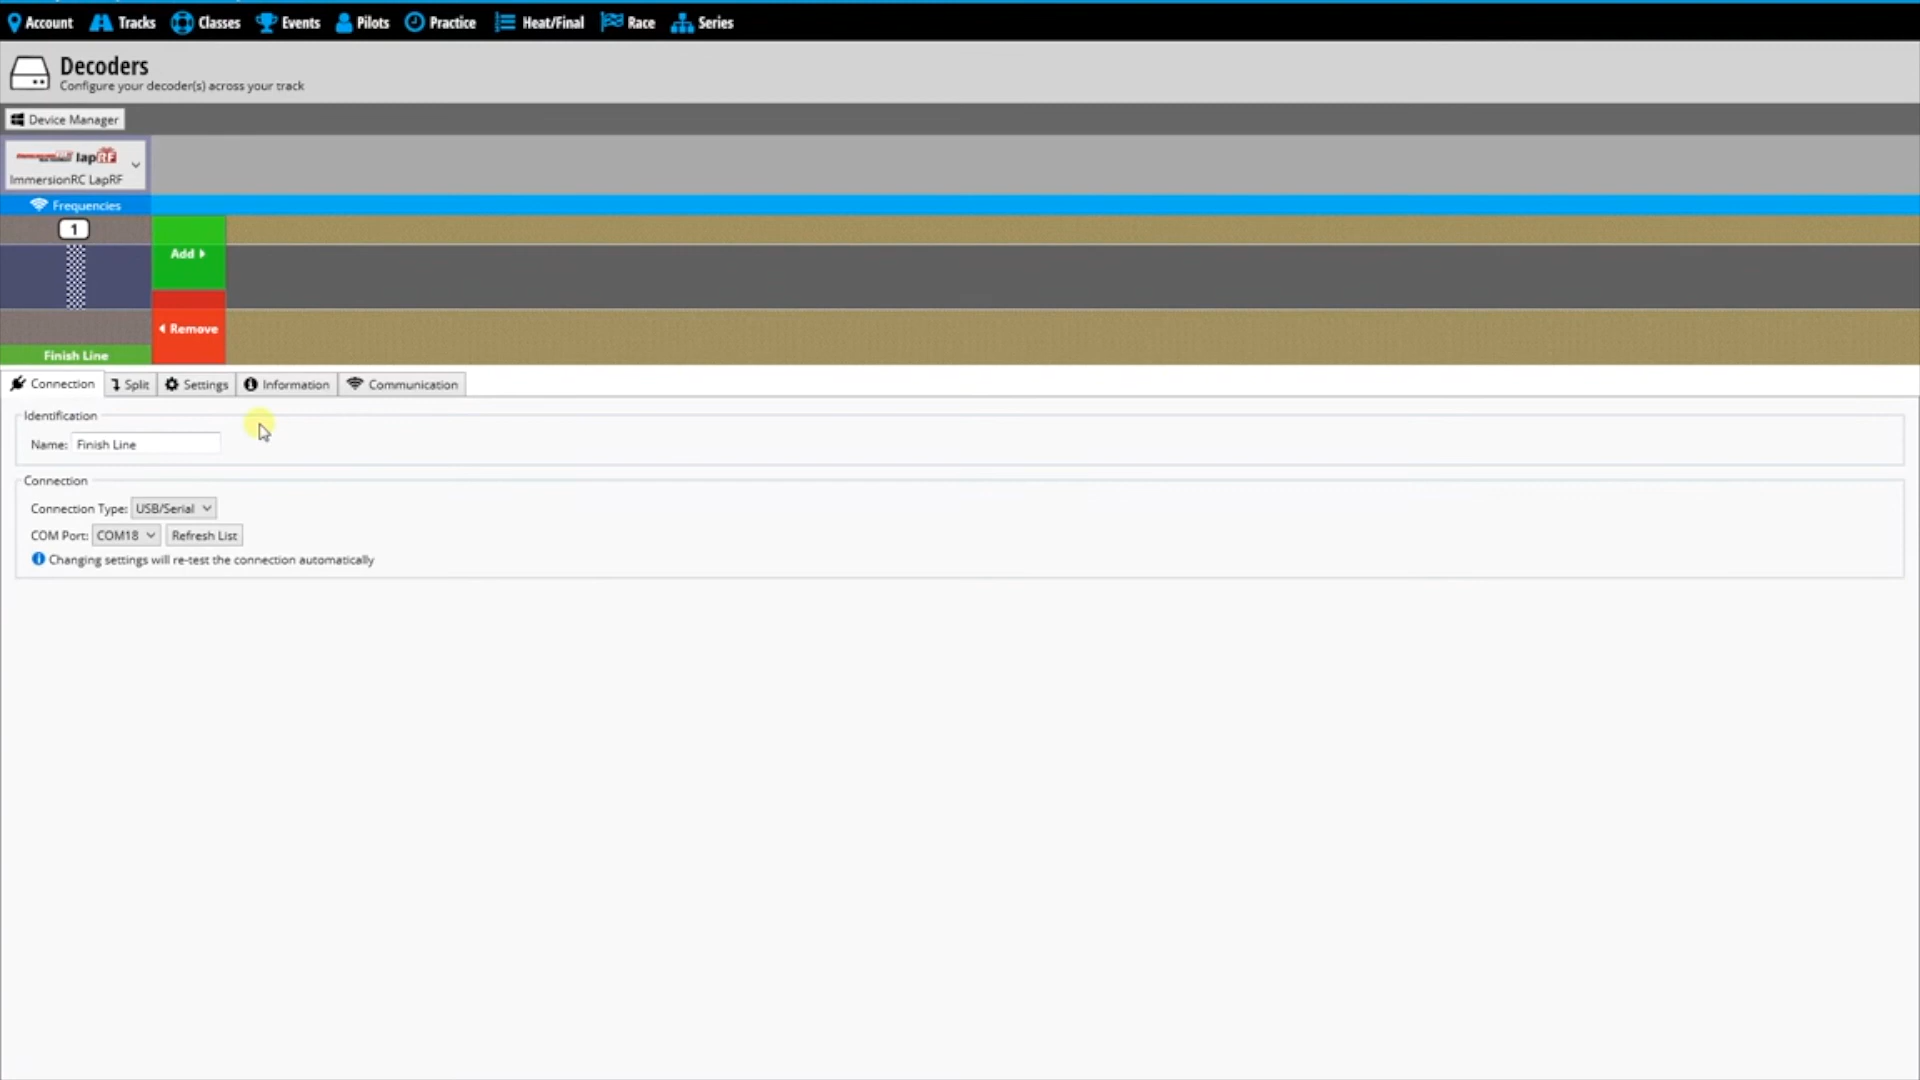 Account Tracks Classes Events Pilots Practice Heat/Final Race Series
Decoders
Configure your decoder(s) across your track
Device Manager
lapRF
ImmersionRC LapRF
Frequencies
1
Add
Remove
Finish Line
Connection Split Settings Information Communication
Identification
Name: Finish Line
Connection
Connection Type: USB/Serial
COM Port: COM18 Refresh List
Changing settings will re-test the connection automatically